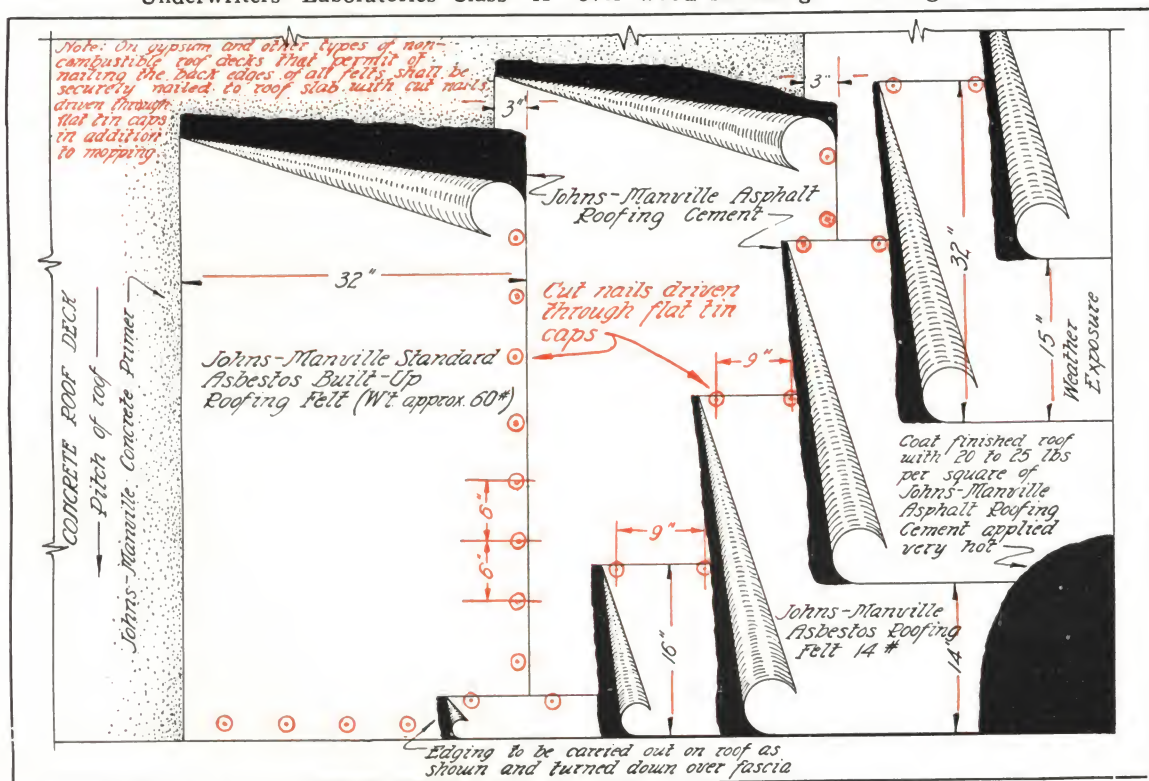 Underwriters Laboratories Class
Note: On gypsum and other types of non-
combustible roof decks that permit of
nailing the back edges of all felts, shall be
securely nailed to roof slab with cut nails
driven through
flat tin caps
in addition
to mopping.
3"
3"
Johns-Manville Asphalt
Roofing Cement
32"
32"
CONCRETE ROOF DECK
Pitch of roof
Johns-Manville Concrete Primer
Cut nails driven
through flat tin
caps
Johns-Manville Standard
Asbestos Built-Up
Roofing Felt (Wt approx. 60#)
15"
Weather
Exposure
9"
Coat finished roof
with 20 to 25 lbs
per square of
Johns-Manville
Asphalt Roofing
Cement applied
very hot
6"
6"
9"
16"
Johns-Manville
Asbestos Roofing
Felt 14#
14"
Edging to be carried out on roof as
shown and turned down over fascia